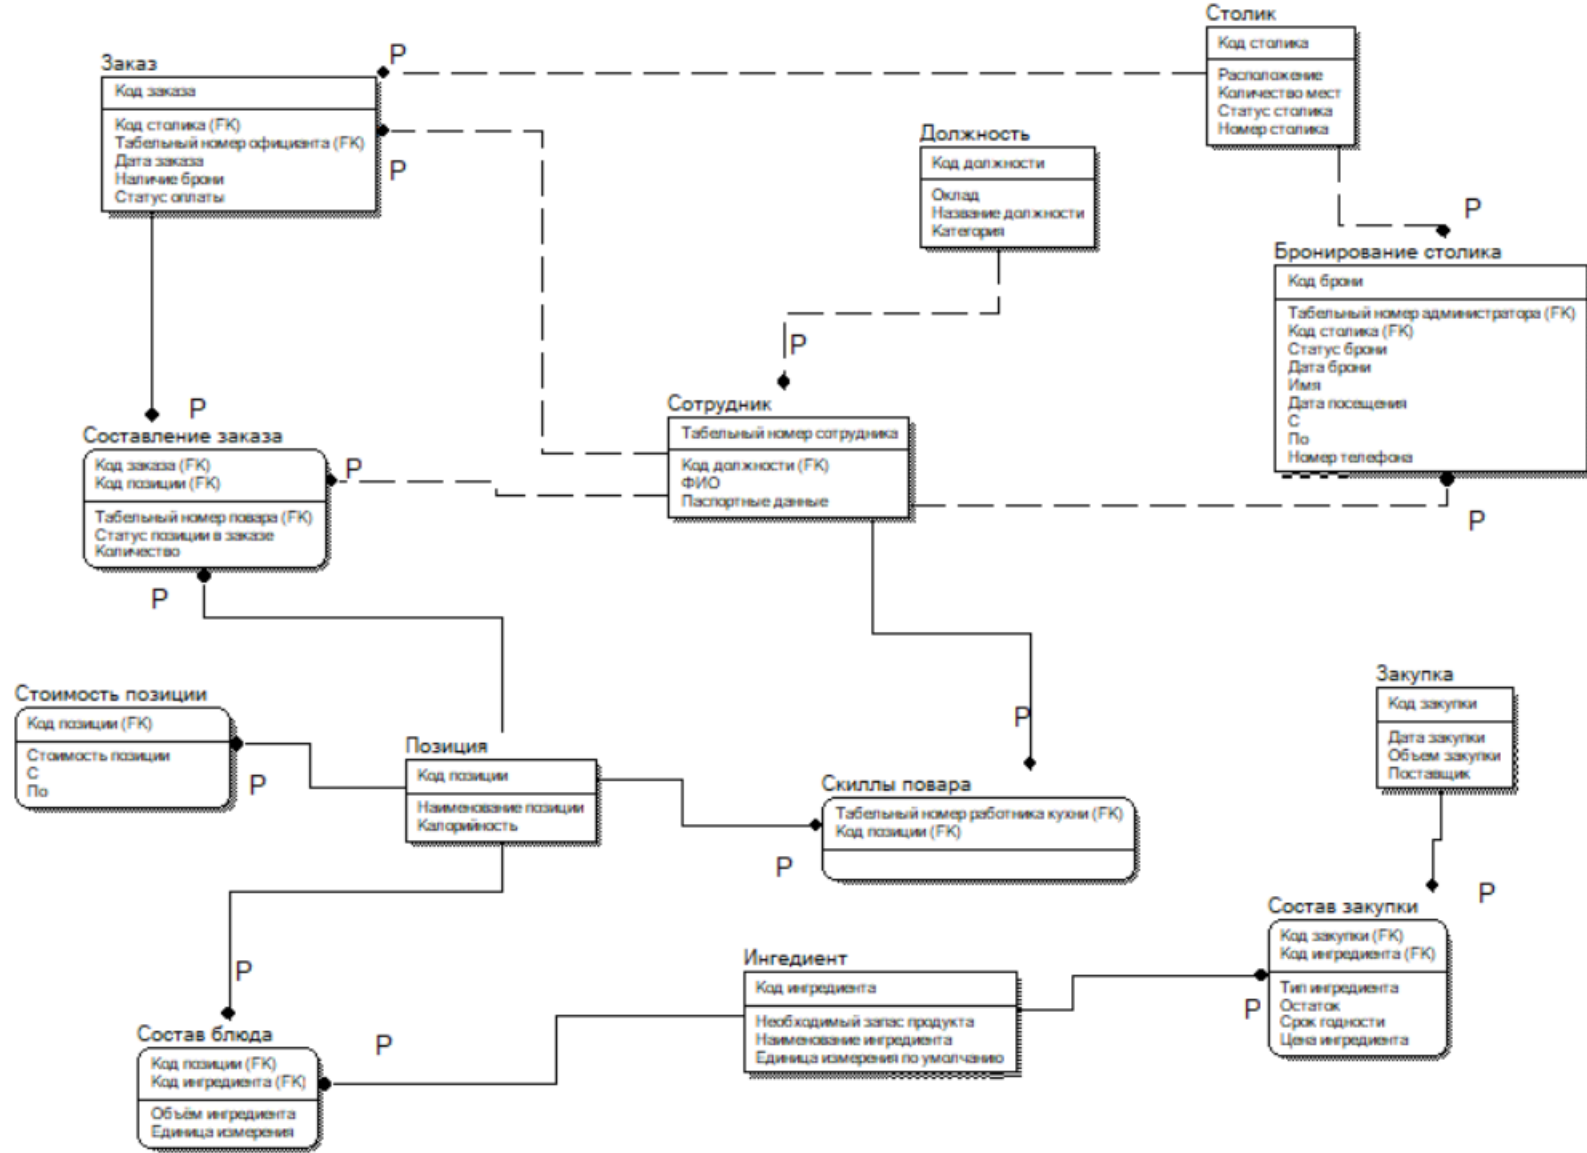 Столик
Код столика
Расположение
Количество мест
Статус столика
Номер столика
P
Заказ
Код заказа
Код столика (FK)
Табельный номер официанта (FK)
Дата заказа
Наличие брони
Статус оплаты
P
Должность
Код должности
Оклад
Название должности
Категория
P
Бронирование столика
Код брони
Табельный номер администратора (FK)
Код столика (FK)
Статус брони
Дата брони
Имя
Дата посещения
С
По
Номер телефона
P
P
Сотрудник
Табельный номер сотрудника
Код должности (FK)
ФИО
Паспортные данные
P
P
Составление заказа
Код заказа (FK)
Код позиции (FK)
Табельный номер повара (FK)
Статус позиции в заказе
Количество
P
P
Стоимость позиции
Код позиции (FK)
Стоимость позиции
С
По
P
Позиция
Код позиции
Наименование позиции
Калорийность
P
Скиллы повара
Табельный номер работника кухни (FK)
Код позиции (FK)
P
Закупка
Код закупки
Дата закупки
Объем закупки
Поставщик
P
Состав закупки
Код закупки (FK)
Код ингредиента (FK)
Тип ингредиента
Остаток
Срок годности
Цена ингредиента
P
Ингедиент
Код ингредиента
Необходимый запас продукта
Наименование ингредиента
Единица измерения по умолчанию
P
P
Состав блюда
Код позиции (FK)
Код ингредиента (FK)
Объём ингредиента
Единица измерения